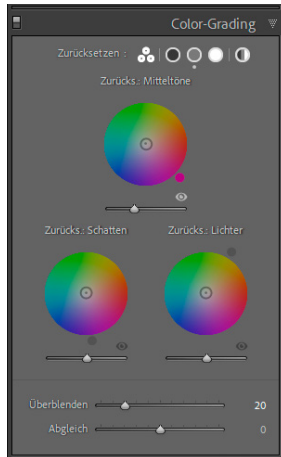 Color-Grading
Zurücksetzen :
Zurücks.: Mitteltöne
Zurücks.: Schatten
Zurücks.: Lichter
Überblenden 20
Abgleich 0